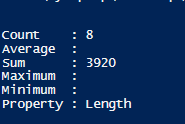 Count : 8
Average :
Sum : 3920
Maximum :
Minimum :
Property : Length